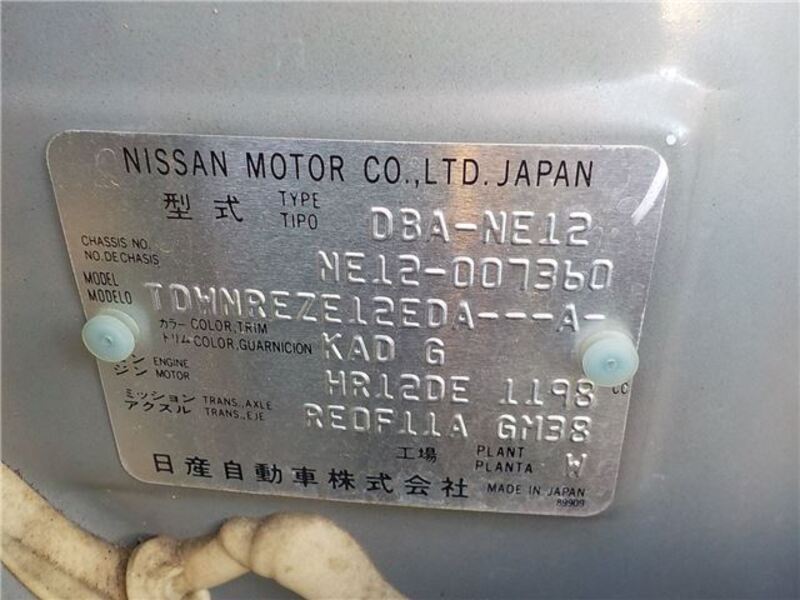 NISSAN MOTOR CO.,LTD. JAPAN
型式 TYPE TIPO DBA-NE12
CHASSIS NO. NO.DE CHASIS NE12-007360
MODEL MODELO TDWNREZE12EDA---A-
カラー COLOR,TRIM
トリム COLOR,GUARNICION KAD G
ENGINE
ジン MOTOR HR12DE 1198 CC
ミッション TRANS.,AXLE
アクスル TRANS.,EJE RE0F11A GM38
工場 PLANT PLANTA W
日産自動車株式会社 MADE IN JAPAN
89909